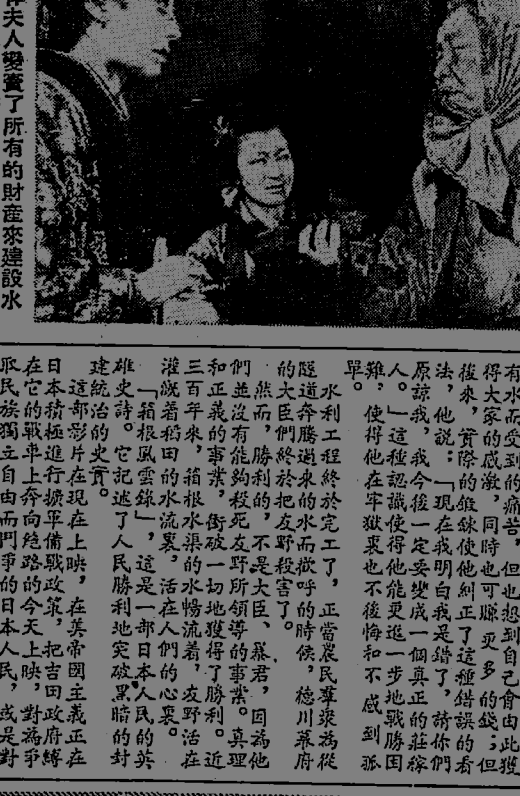 夫人變賣了所有的財產來建設水
有水而受到的痛苦，但也想到自己會由此獲
得大家的感激，同時也可賺更多的錢；但
後來，實際的鍛鍊使他糾正了這種錯誤的看
法，他說：「現在我明白我是錯了，請你們
原諒我，我今後一定要變成一個真正的莊稼
人。」這種認識使得他能更進一步地戰勝困
難，使得他在牢獄裏也不後悔和不感到孤
單。
水利工程終於完工了，正當農民羣衆為從
隧道奔騰過來的水而歡呼的時候，德川幕府
的大臣們終於把友野殺害了。
然而，勝利的，不是大臣、幕君，因為他
們並沒有能夠殺死友野所領導的事業。真理
和正義的事業，衝破一切地獲得了勝利。近
三百年來，箱根水渠的水暢流着，友野活在
灌溉着稻田的水流裏，活在人們的心裏。
「箱根風雲錄」，這是一部日本人民的英
雄史詩。它記述了人民勝利地突破黑暗的封
建統治的史實。
這部影片在現在上映，在美帝國主義正在
日本積極進行擴軍備戰政策，把吉田政府縛
在它的戰車上奔向絶路的今天上映，對為爭
取民族獨立自由而鬥爭的日本人民，或是對